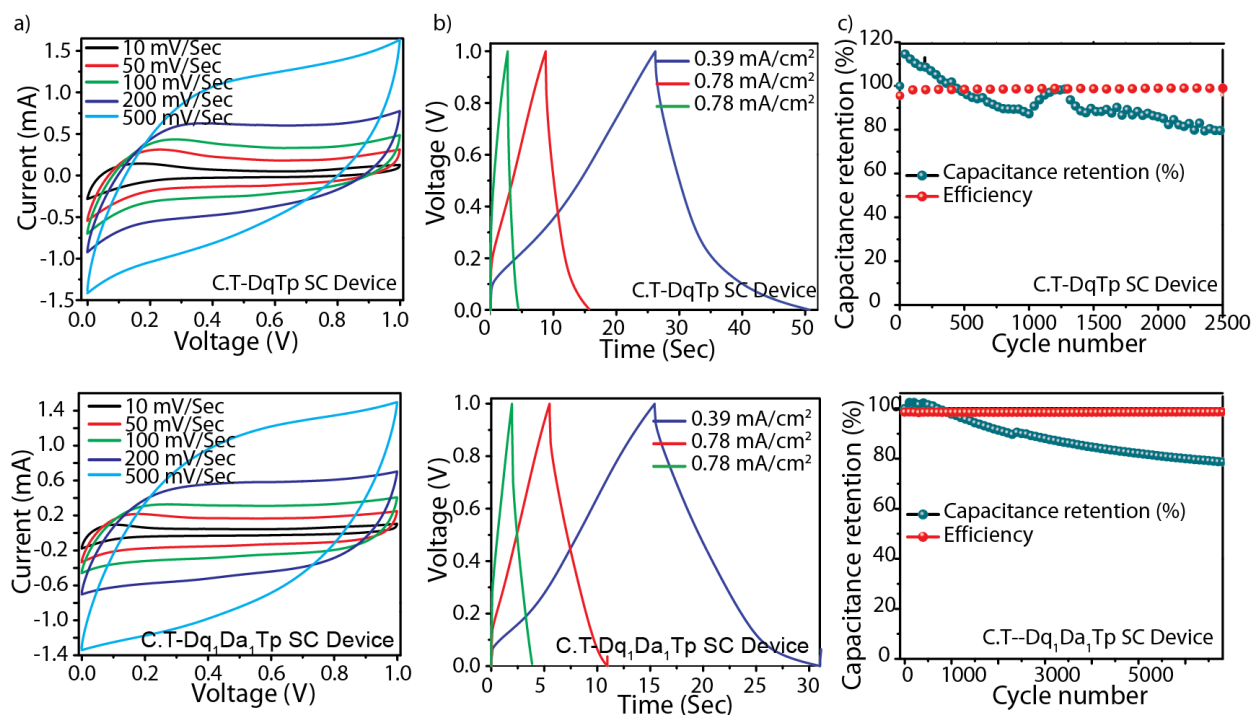 a)
Current (mA)
1.5
1.0
0.5
0.0
-0.5
-1.0
-1.5
10 mV/Sec
50 mV/Sec
100 mV/Sec
200 mV/Sec
500 mV/Sec
C.T-DqTp SC Device
0.0 0.2 0.4 0.6 0.8 1.0
Voltage (V)
b)
Voltage (V)
1.0
0.8
0.6
0.4
0.2
0.0
0.39 mA/cm²
0.78 mA/cm²
0.78 mA/cm²
C.T-DqTp SC Device
0 10 20 30 40 50
Time (Sec)
c)
Capacitance retention (%)
120
100
80
60
40
20
0
Capacitance retention (%)
Efficiency
C.T-DqTp SC Device
0 500 1000 1500 2000 2500
Cycle number
Current (mA)
1.4
1.0
0.6
0.2
-0.2
-0.6
-1.0
-1.4
10 mV/Sec
50 mV/Sec
100 mV/Sec
200 mV/Sec
500 mV/Sec
C.T-Dq₁Da₁Tp SC Device
0.0 0.2 0.4 0.6 0.8 1.0
Voltage (V)
Voltage (V)
1.0
0.8
0.6
0.4
0.2
0.0
0.39 mA/cm²
0.78 mA/cm²
0.78 mA/cm²
C.T-Dq₁Da₁Tp SC Device
0 5 10 15 20 25 30
Time (Sec)
Capacitance retention (%)
100
80
60
40
20
0
Capacitance retention (%)
Efficiency
C.T--Dq₁Da₁Tp SC Device
0 1000 3000 5000
Cycle number